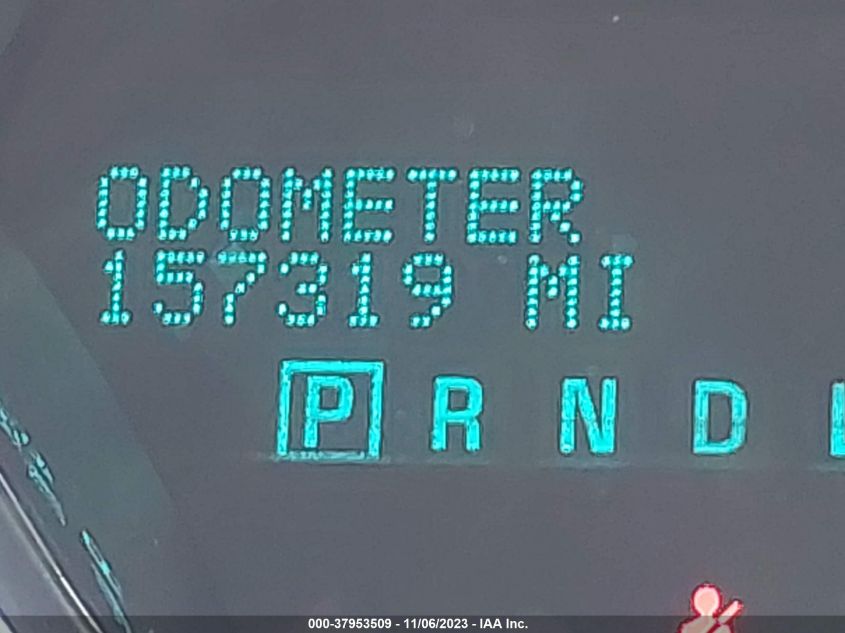 ODOMETER
157319 MI
P R N D
000-37953509 - 11/06/2023 - IAA Inc.